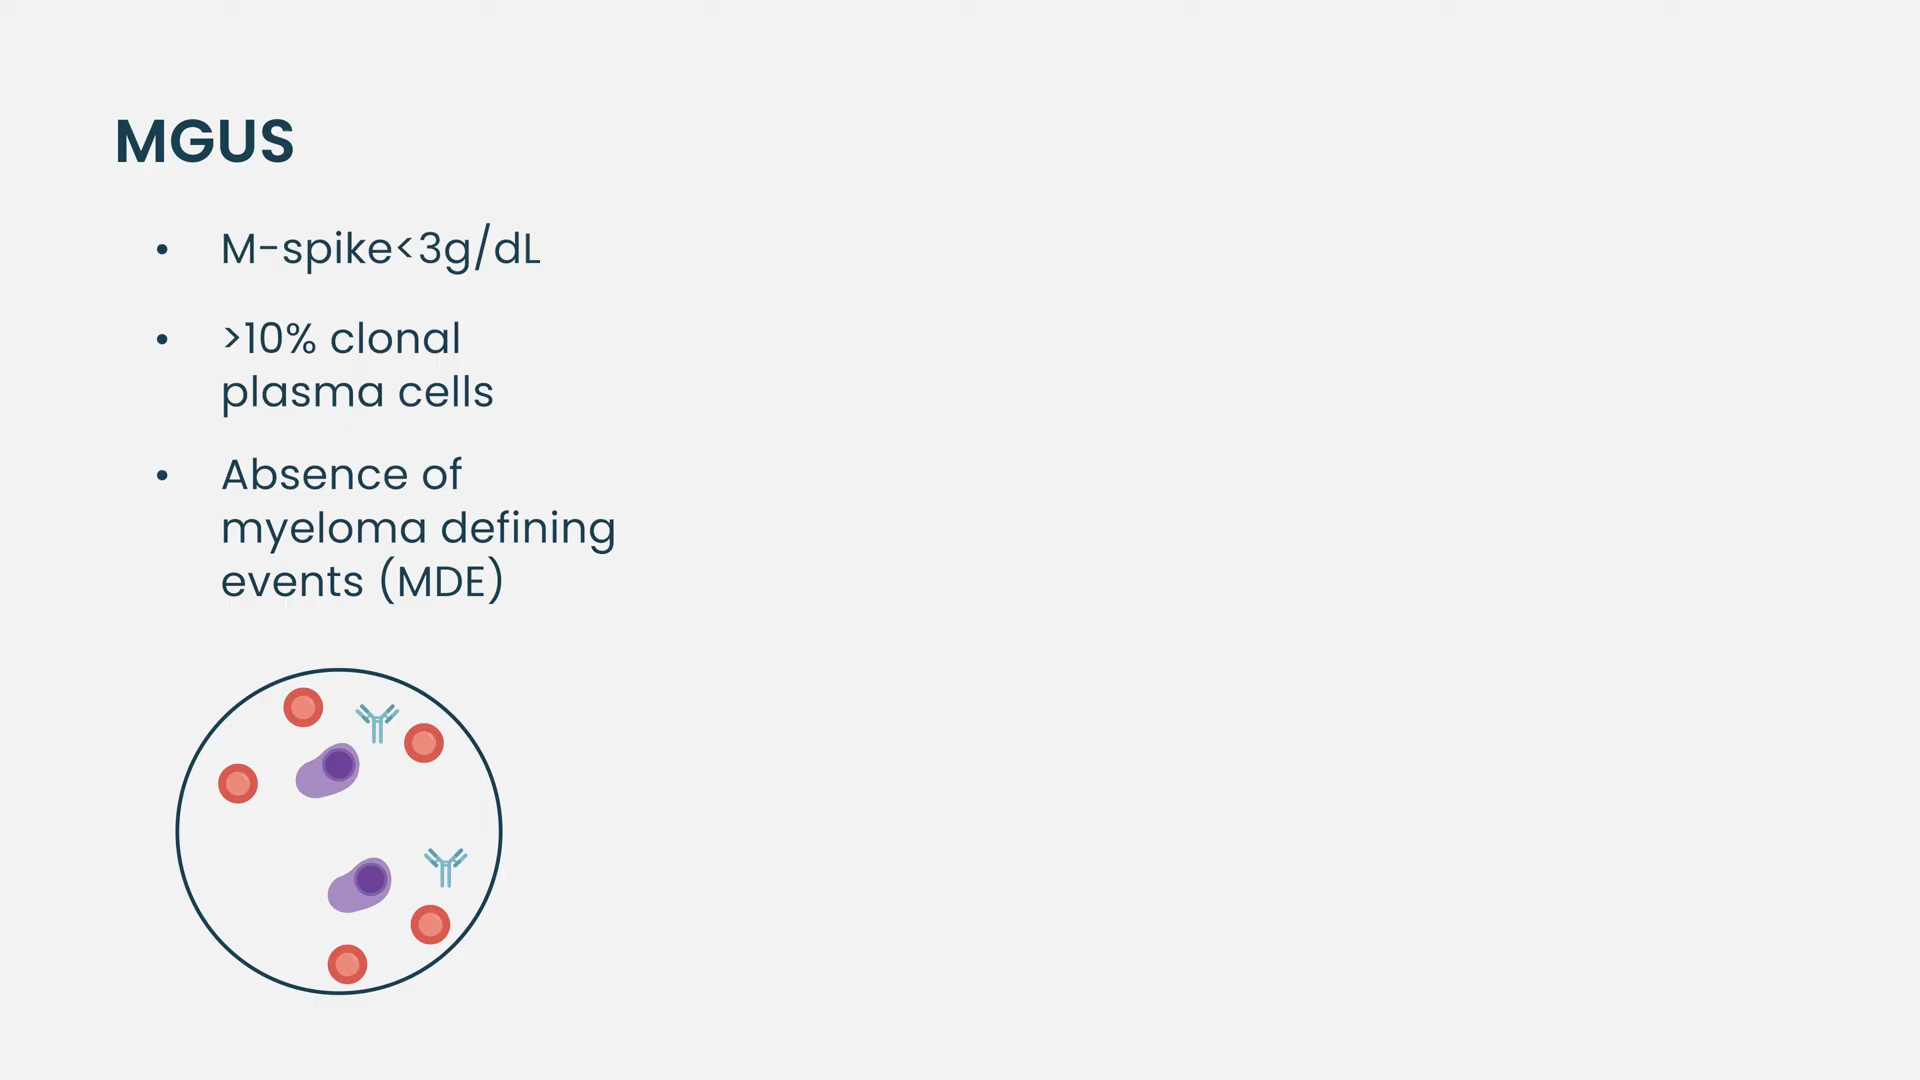 MGUS
• M-spike<3g/dL
• >10% clonal
plasma cells
• Absence of
myeloma defining
events (MDE)